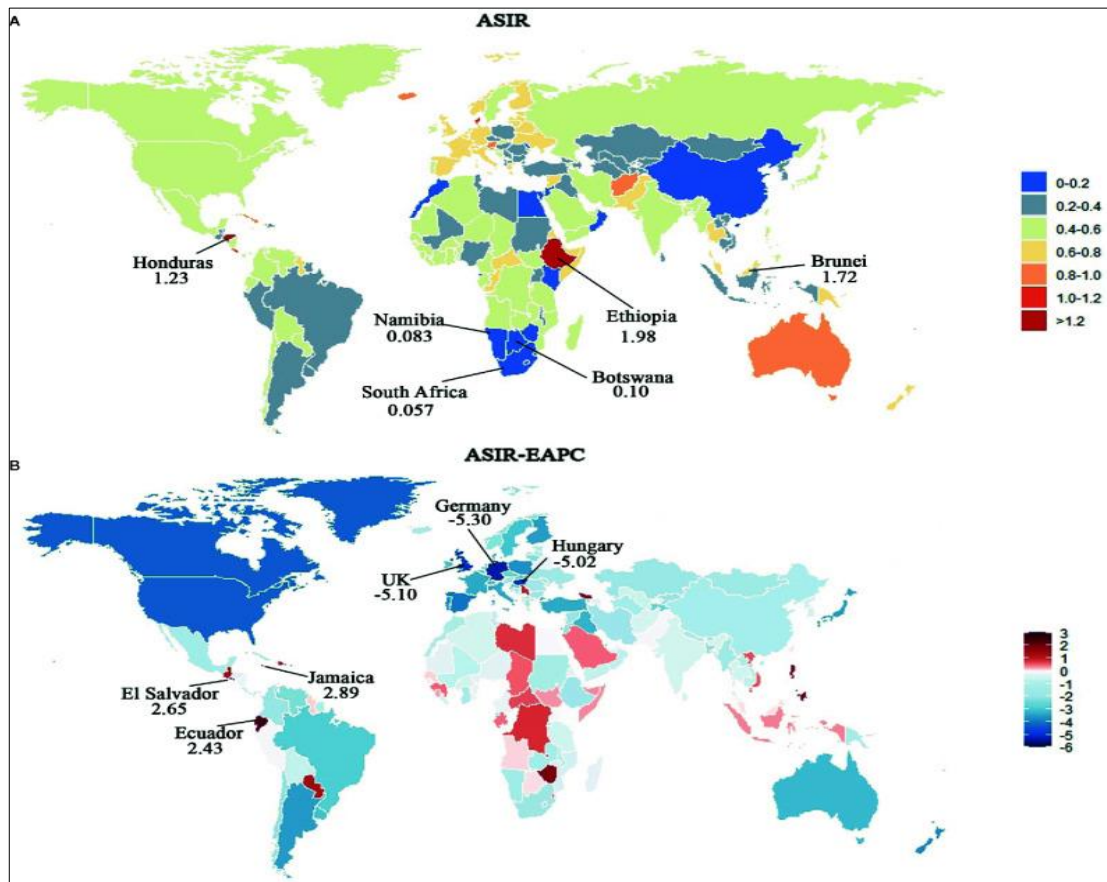 A
ASIR
Honduras
1.23
Namibia
0.083
South Africa
0.057
Ethiopia
1.98
Botswana
0.10
Brunei
1.72
0-0.2
0.2-0.4
0.4-0.6
0.6-0.8
0.8-1.0
1.0-1.2
>1.2
B
ASIR-EAPC
Germany
-5.30
Hungary
-5.02
UK
-5.10
Jamaica
2.89
El Salvador
2.65
Ecuador
2.43
3
2
1
0
-1
-2
-3
-4
-5
-6